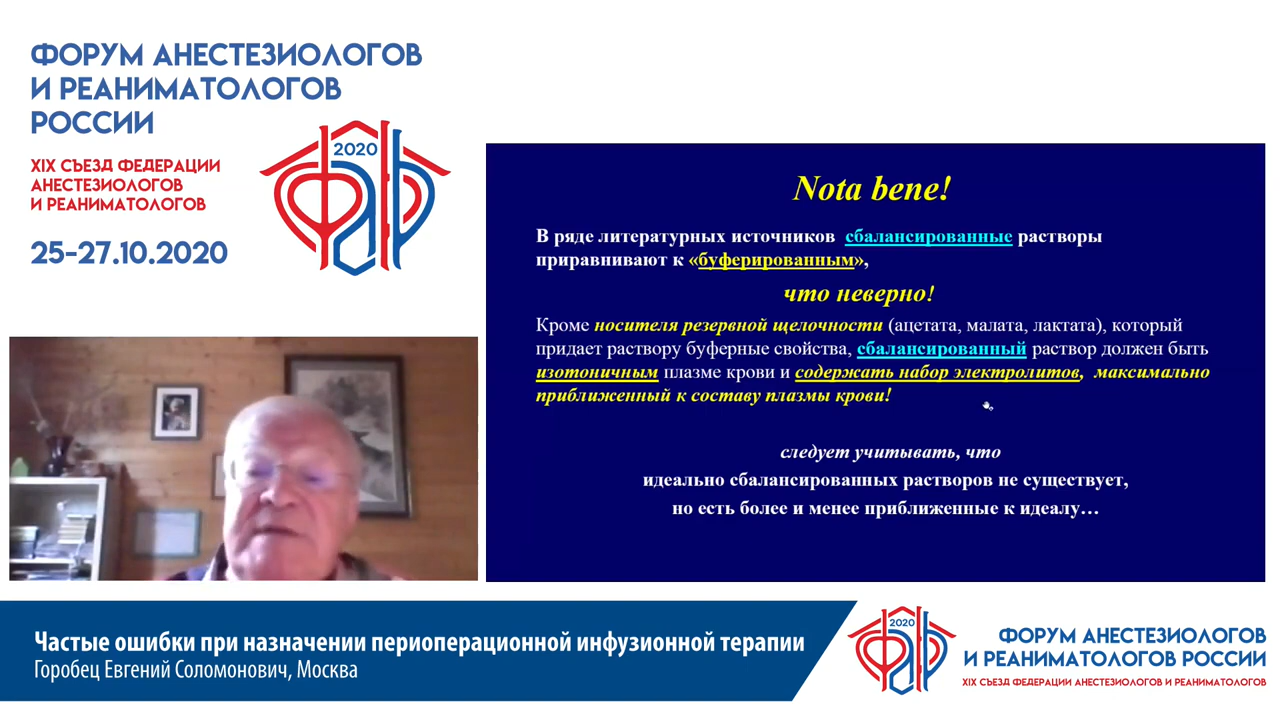 ФОРУМ АНЕСТЕЗИОЛОГОВ
И РЕАНИМАТОЛОГОВ
РОССИИ
XIX СЪЕЗД ФЕДЕРАЦИИ
АНЕСТЕЗИОЛОГОВ
И РЕАНИМАТОЛОГОВ
25-27.10.2020
2020
Nota bene!
В ряде литературных источников сбалансированные растворы
приравнивают к «буферированным»,
что неверно!
Кроме носителя резервной щелочности (ацетата, малата, лактата), который
придает раствору буферные свойства, сбалансированный раствор должен быть
изотоничным плазме крови и содержать набор электролитов, максимально
приближенный к составу плазмы крови!
следует учитывать, что
идеально сбалансированных растворов не существует,
но есть более и менее приближенные к идеалу…
Частые ошибки при назначении периоперационной инфузионной терапии
Горобец Евгений Соломонович, Москва
2020
ФОРУМ АНЕСТЕЗИОЛОГОВ
И РЕАНИМАТОЛОГОВ РОССИИ
XIX СЪЕЗД ФЕДЕРАЦИИ АНЕСТЕЗИОЛОГОВ И РЕАНИМАТОЛОГОВ